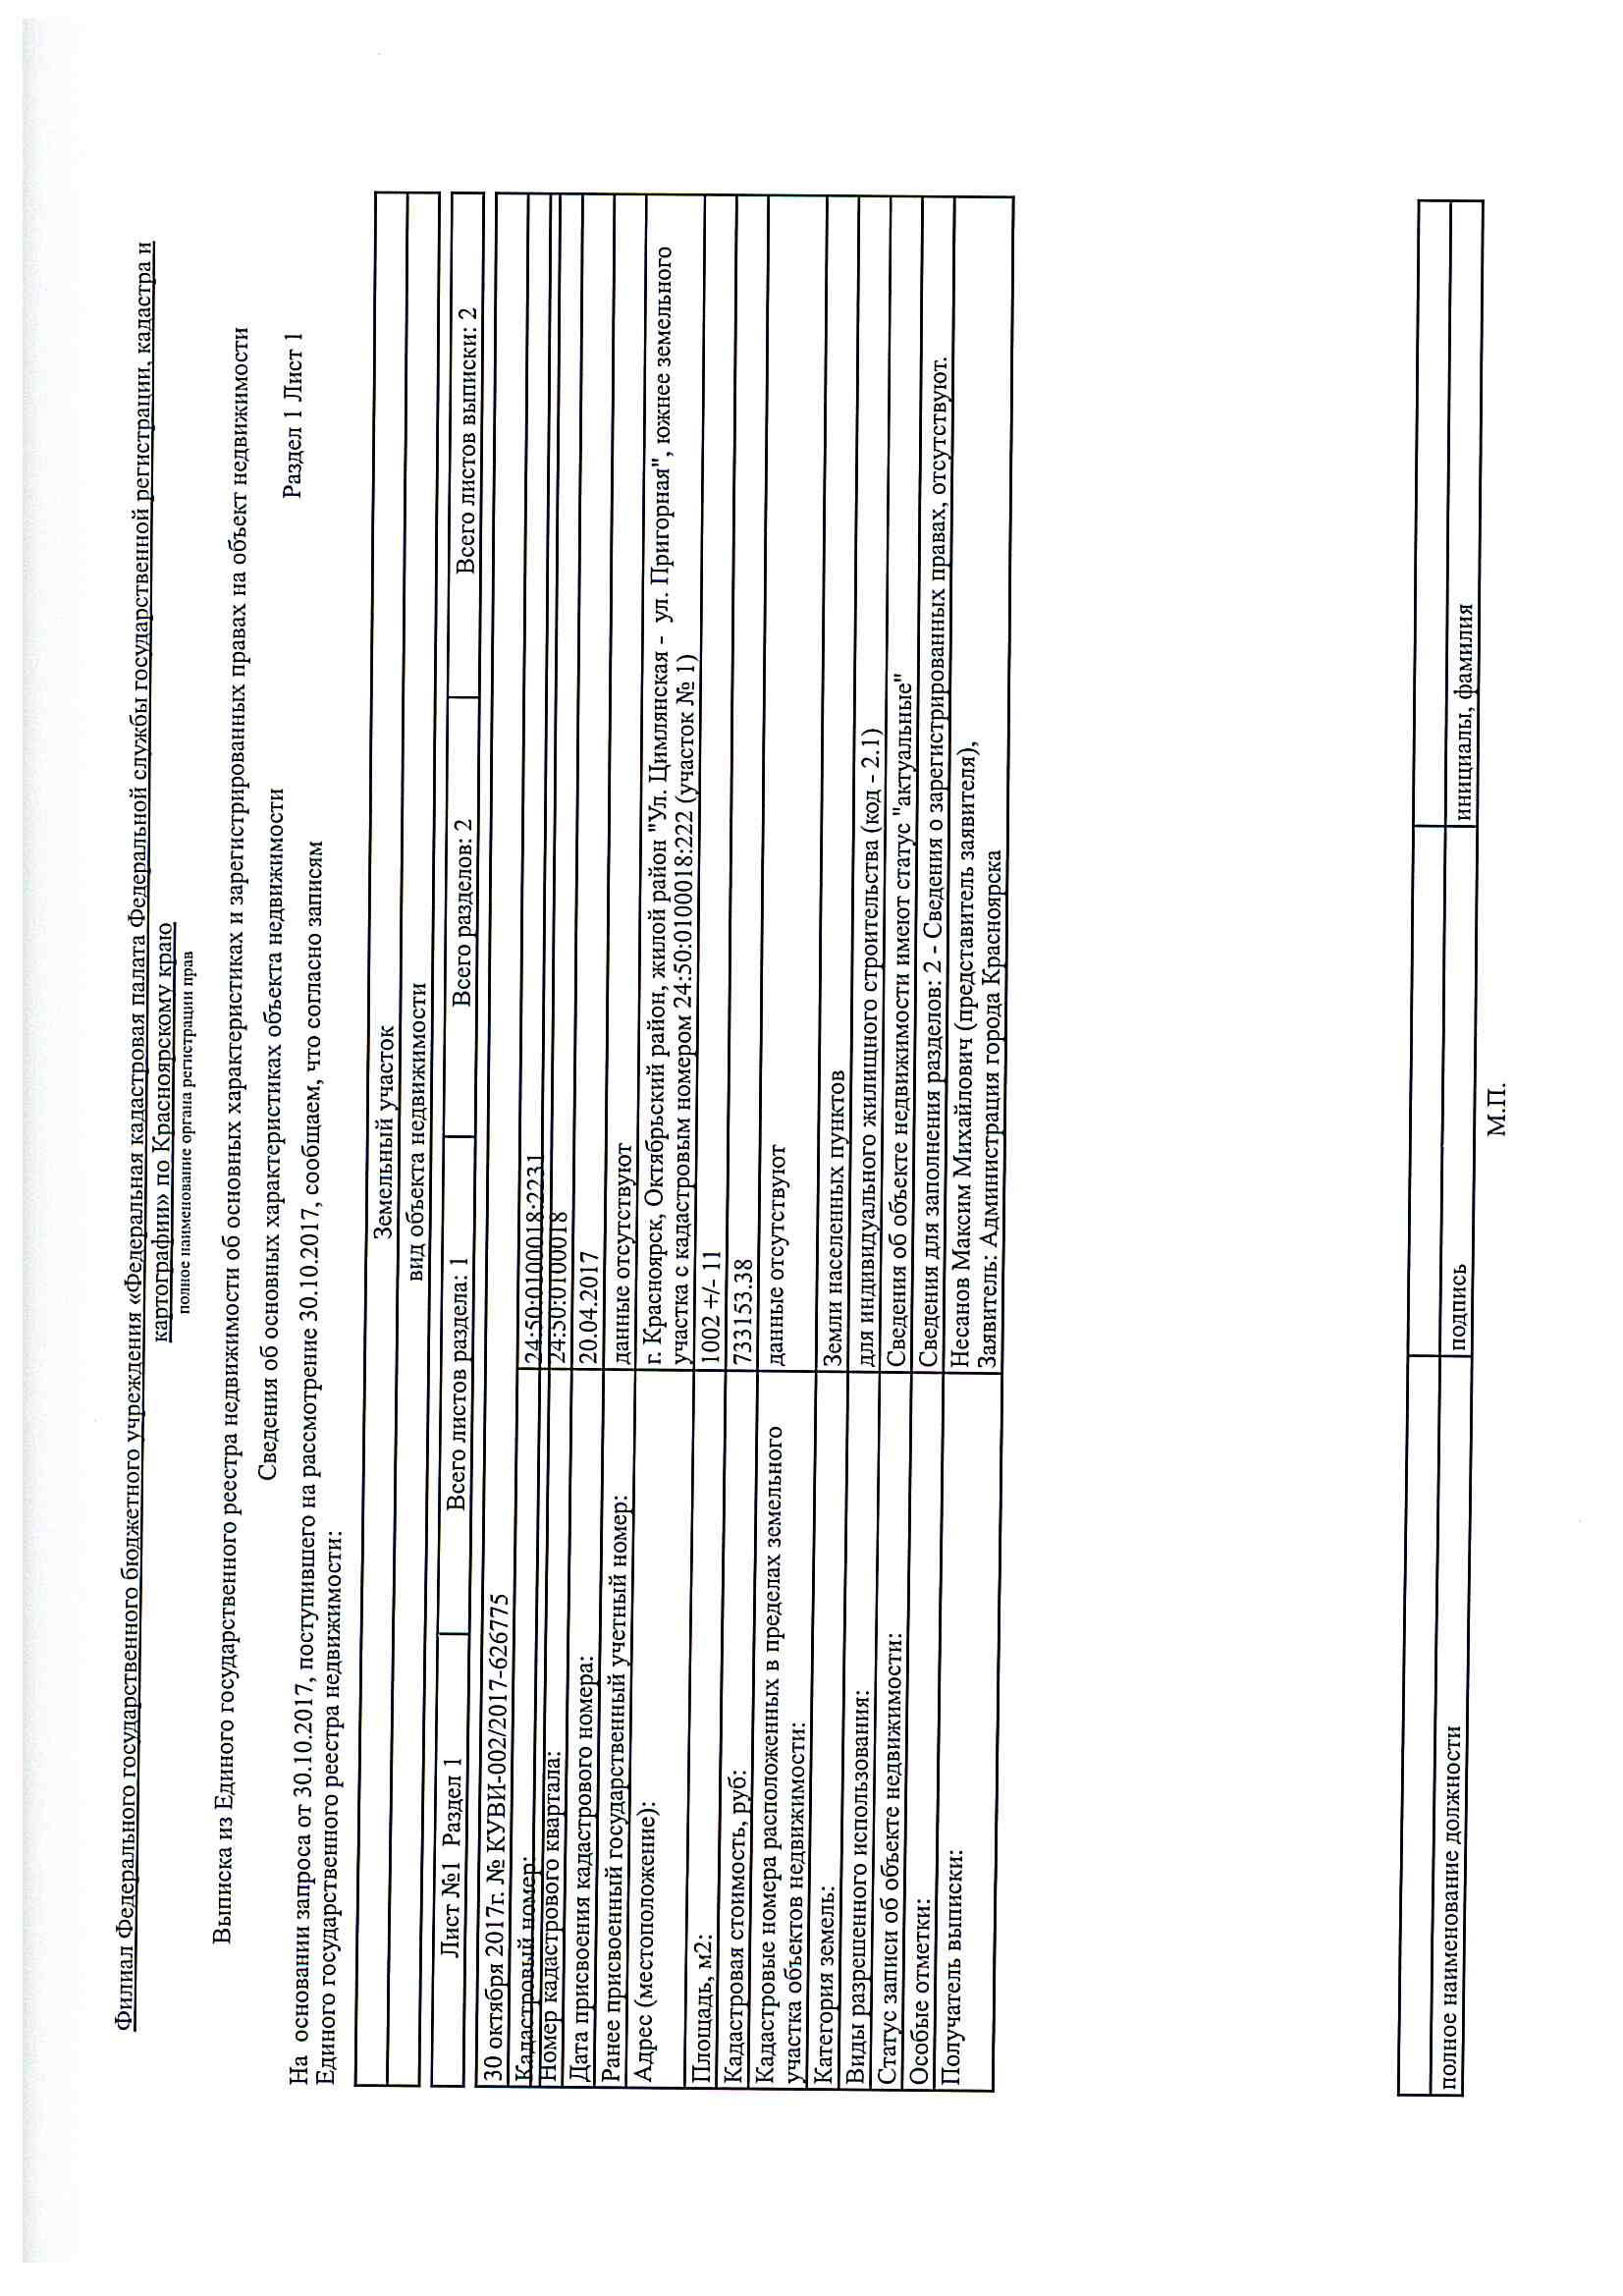 Филиал Федерального государственного бюджетного учреждения «Федеральная кадастровая палата Федеральной службы государственной регистрации, кадастра и
картографии» по Красноярскому краю
полное наименование органа регистрации прав
Выписка из Единого государственного реестра недвижимости об основных характеристиках и зарегистрированных правах на объект недвижимости
Сведения об основных характеристиках объекта недвижимости
Раздел 1 Лист 1
На основании запроса от 30.10.2017, поступившего на рассмотрение 30.10.2017, сообщаем, что согласно записям
Единого государственного реестра недвижимости:
Земельный участок
вид объекта недвижимости
Лист №1 Раздел 1 Всего листов раздела: 1 Всего разделов: 2 Всего листов выписки: 2
30 октября 2017г. № КУВИ-002/2017-626775
Кадастровый номер: 24:50:0100018:2231
Номер кадастрового квартала: 24:50:0100018
Дата присвоения кадастрового номера: 20.04.2017
Ранее присвоенный государственный учетный номер: данные отсутствуют
Адрес (местоположение): г. Красноярск, Октябрьский район, жилой район "Ул. Цимлянская - ул. Пригорная", южнее земельного
участка с кадастровым номером 24:50:0100018:222 (участок № 1)
Площадь, м2: 1002 +/- 11
Кадастровая стоимость, руб: 733153.38
Кадастровые номера расположенных в пределах земельного
участка объектов недвижимости: данные отсутствуют
Категория земель: Земли населенных пунктов
Виды разрешенного использования: для индивидуального жилищного строительства (код - 2.1)
Статус записи об объекте недвижимости: Сведения об объекте недвижимости имеют статус "актуальные"
Особые отметки: Сведения для заполнения разделов: 2 - Сведения о зарегистрированных правах, отсутствуют.
Получатель выписки: Несанов Максим Михайлович (представитель заявителя),
Заявитель: Администрация города Красноярска
полное наименование должности подпись инициалы, фамилия
М.П.